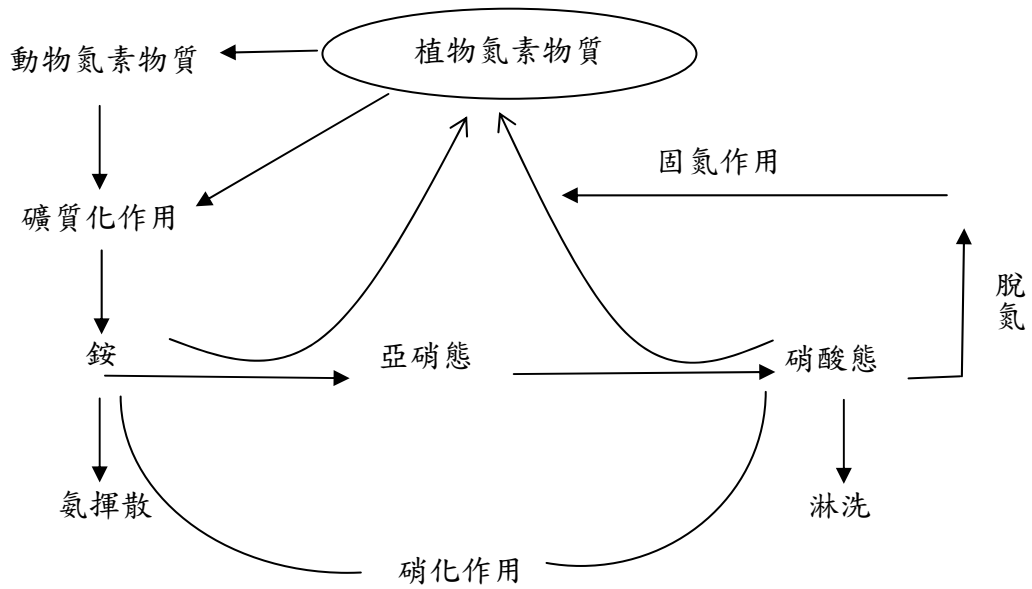 植物氮素物質
動物氮素物質
固氮作用
礦質化作用
脫氮
銨
亞硝態
硝酸態
氨揮散
淋洗
硝化作用